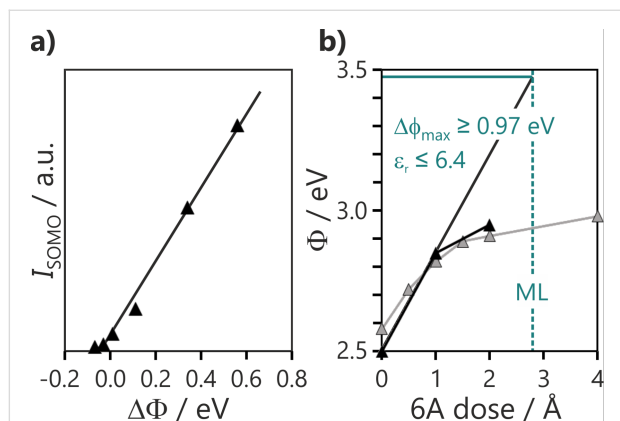 a)
I_SOMO / a.u.
-0.2 0.0 0.2 0.4 0.6 0.8
ΔΦ / eV
b)
Φ / eV
3.5
3.0
2.5
Δϕ_max ≥ 0.97 eV
ε_r ≤ 6.4
ML
0 1 2 3 4
6A dose / Å